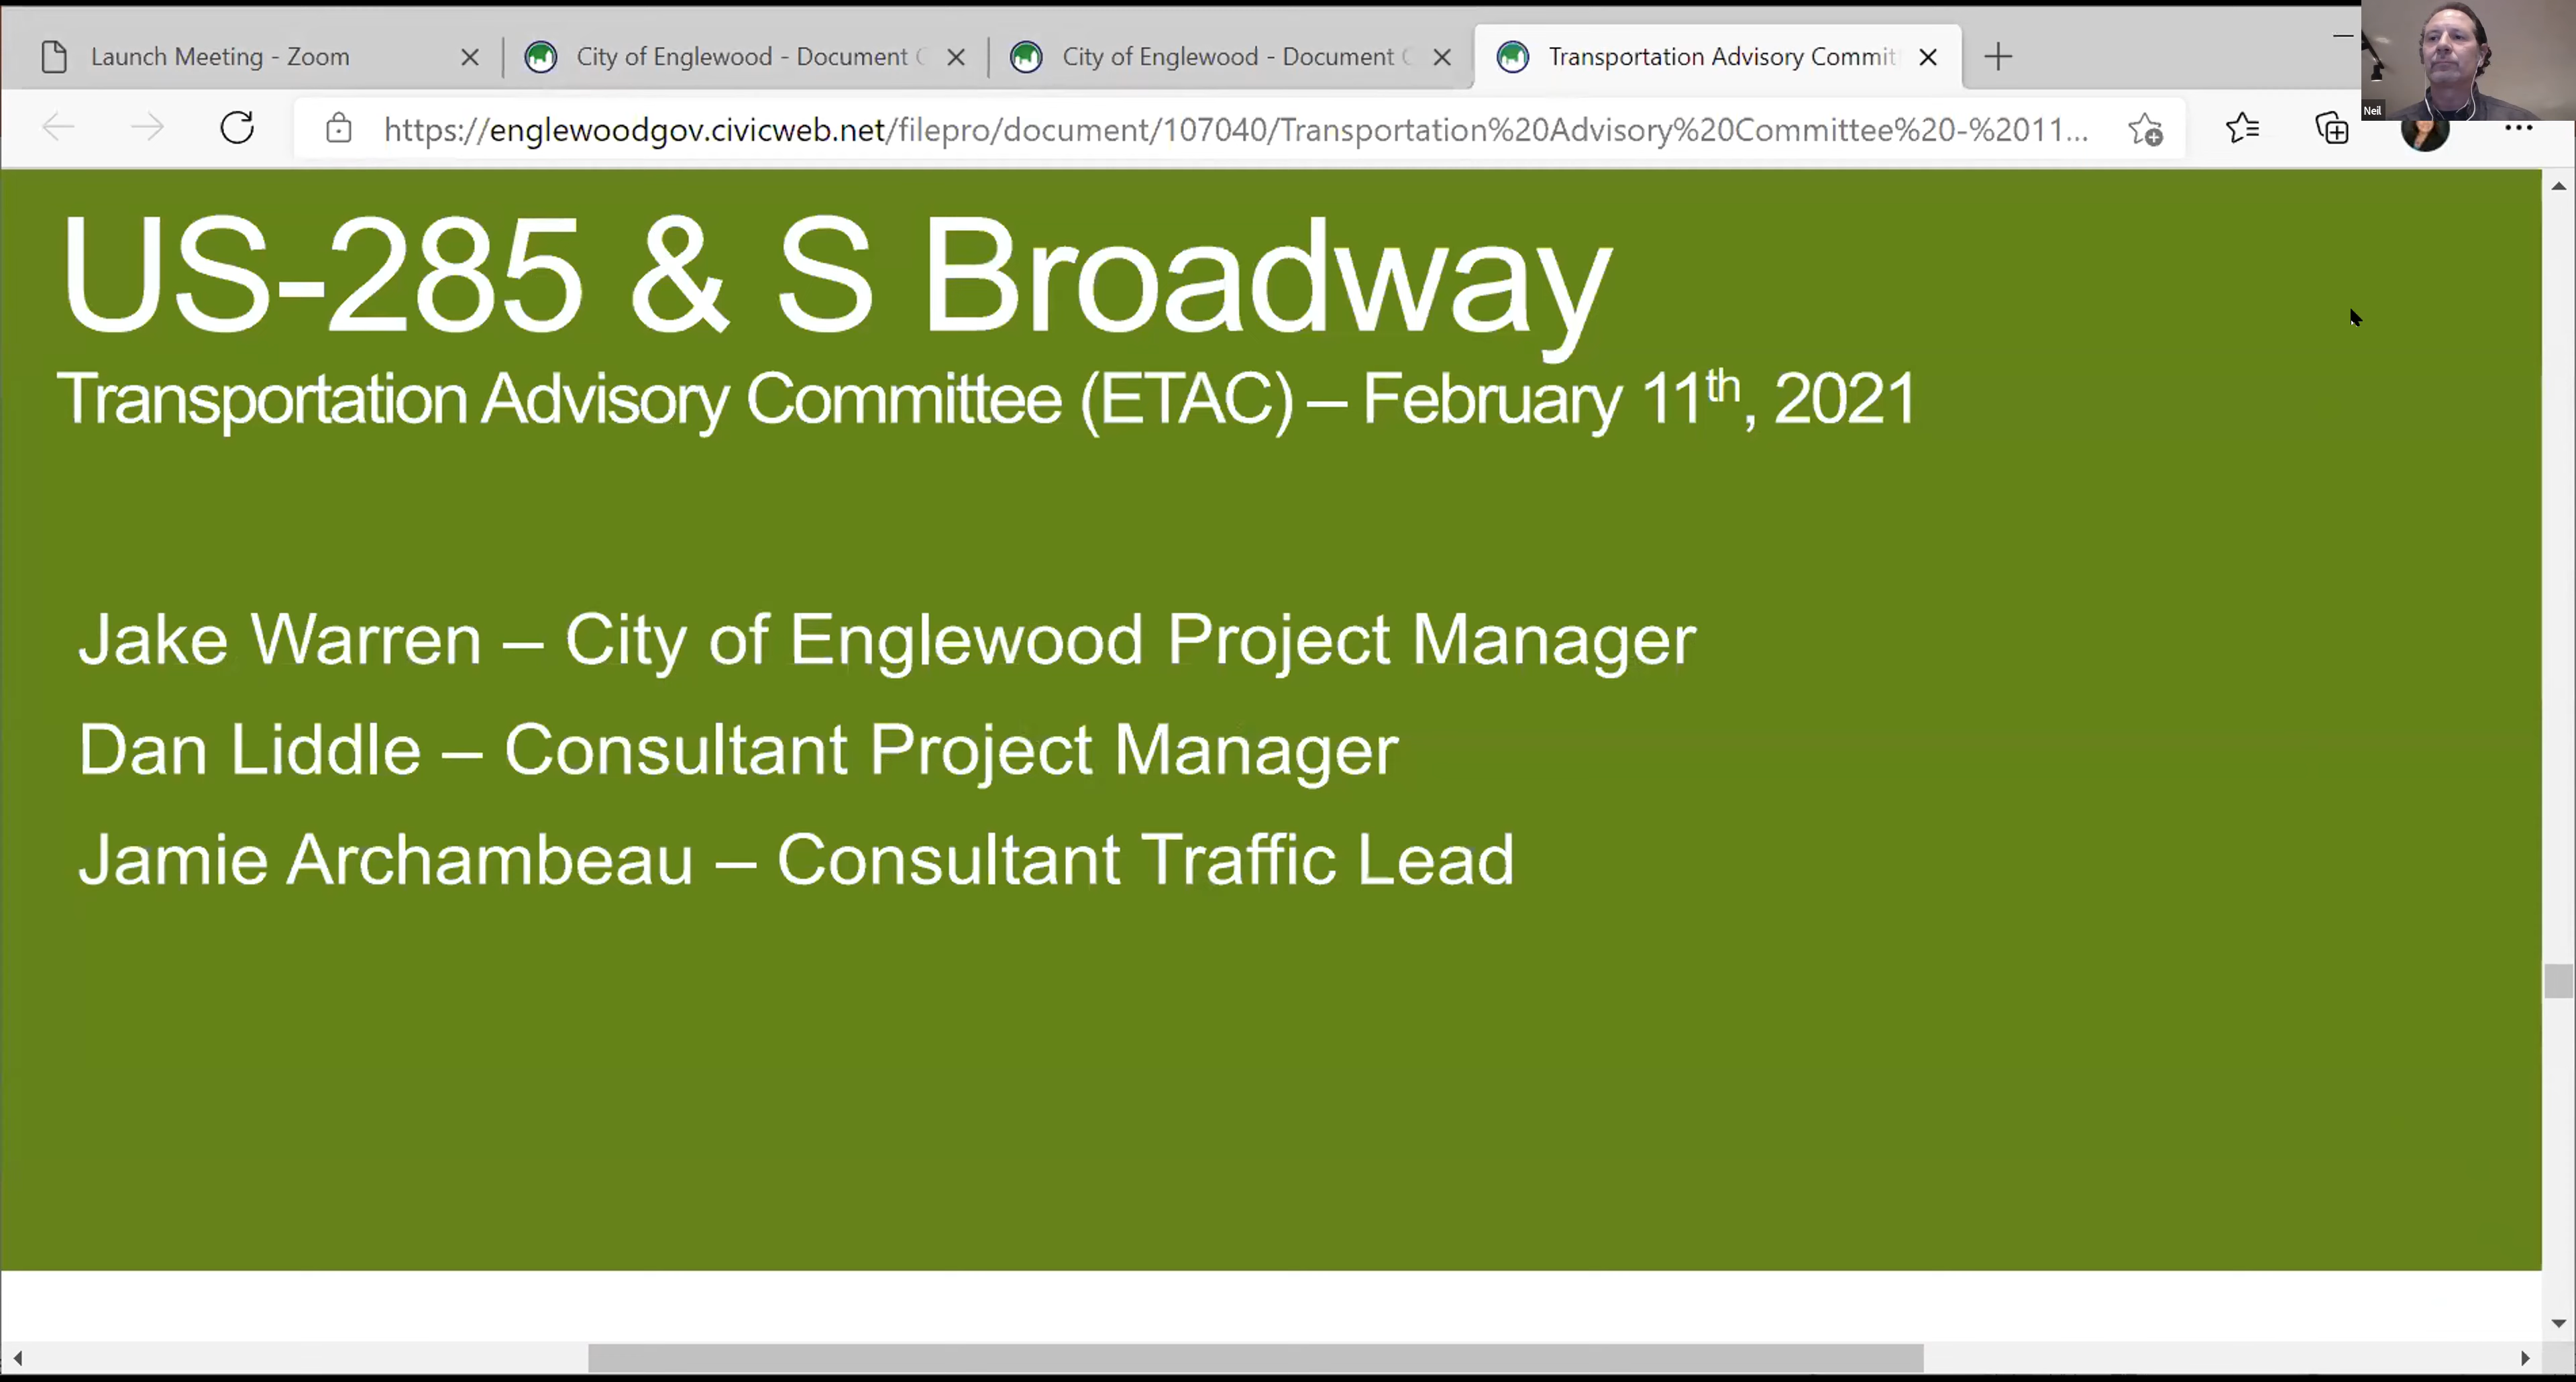 Launch Meeting - Zoom
City of Englewood - Document
City of Englewood - Document
Transportation Advisory Commit
https://englewoodgov.civicweb.net/filepro/document/107040/Transportation%20Advisory%20Committee%20-%2011...
Neil
US-285 & S Broadway
Transportation Advisory Committee (ETAC) – February 11th, 2021
Jake Warren – City of Englewood Project Manager
Dan Liddle – Consultant Project Manager
Jamie Archambeau – Consultant Traffic Lead